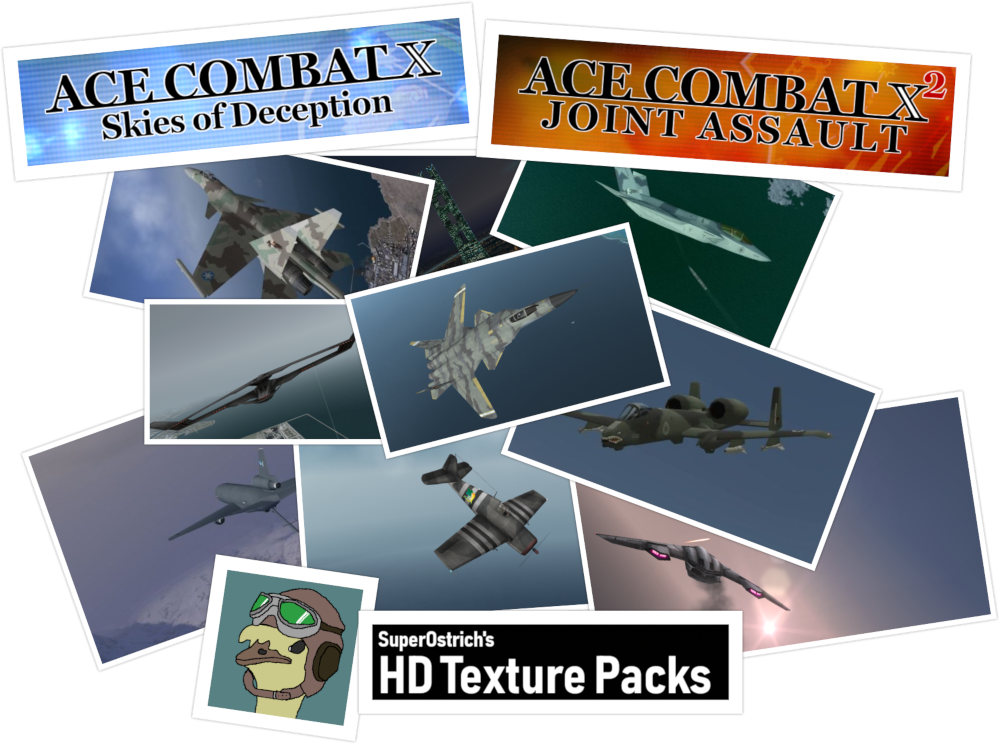 ACE COMBAT X
Skies of Deception
ACE COMBAT X²
JOINT ASSAULT
SuperOstrich's
HD Texture Packs